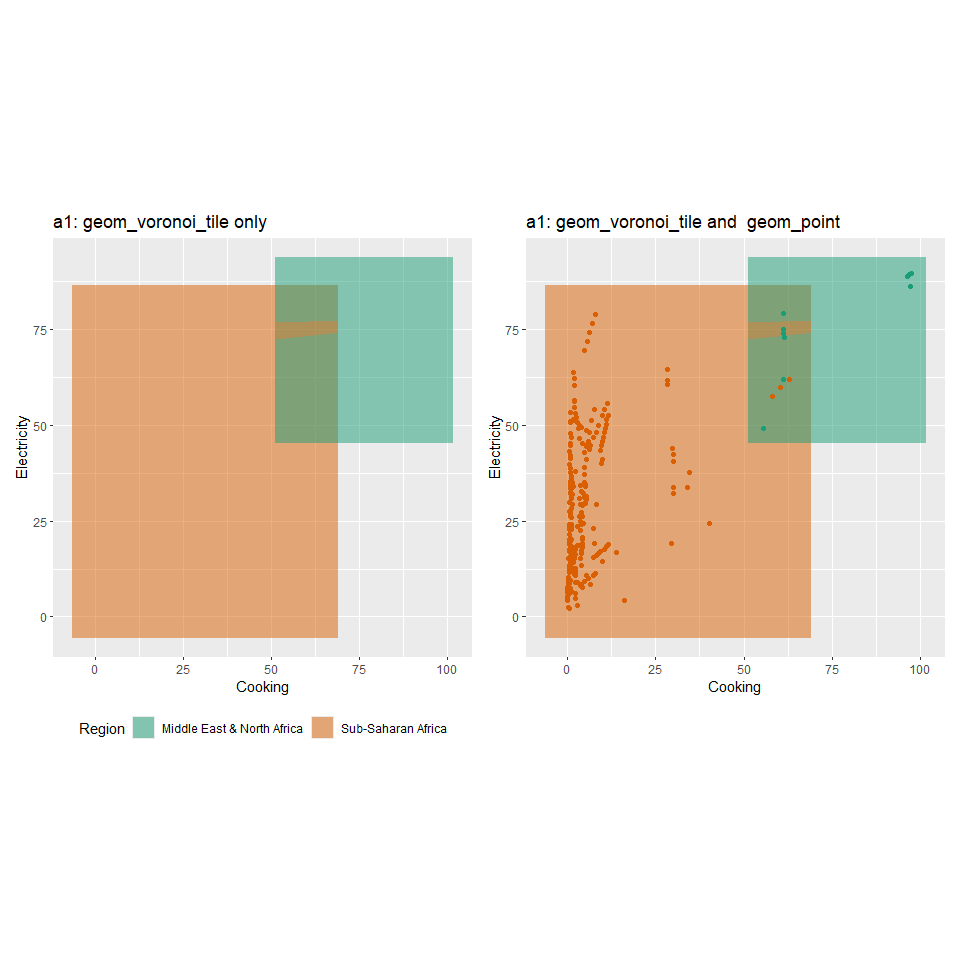 a1: geom_voronoi_tile only
75
50
25
0
Electricity
0 25 50 75 100
Cooking
a1: geom_voronoi_tile and  geom_point
75
50
25
0
Electricity
0 25 50 75 100
Cooking
Region Middle East & North Africa Sub-Saharan Africa